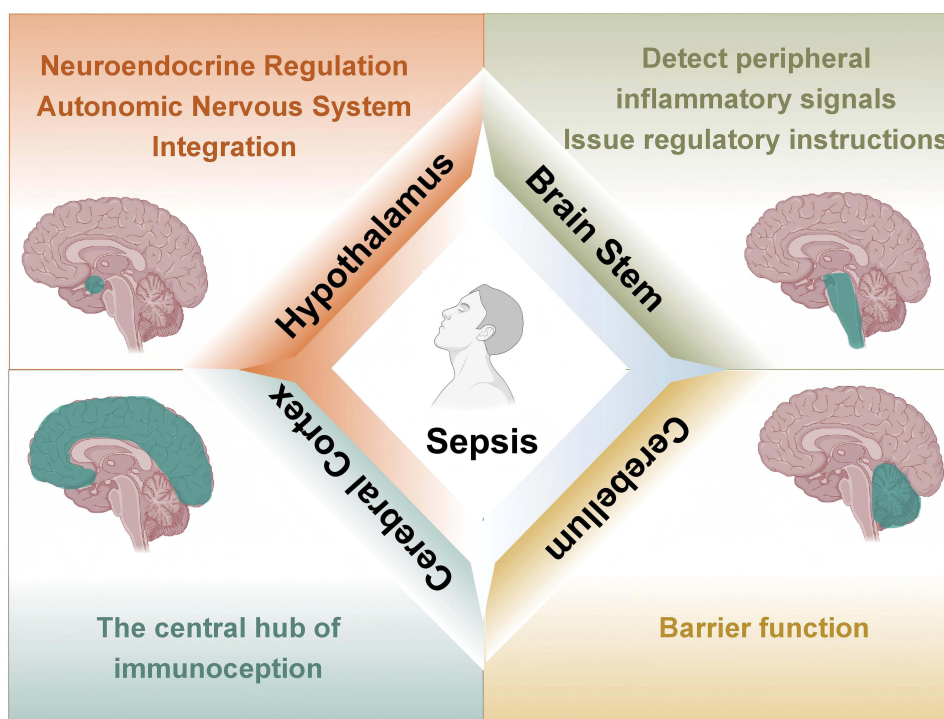 Neuroendocrine Regulation
Autonomic Nervous System
Integration
Detect peripheral
inflammatory signals
Issue regulatory instructions
Hypothalamus
Brain Stem
Sepsis
Cerebral Cortex
Cerebellum
The central hub of
immunoception
Barrier function